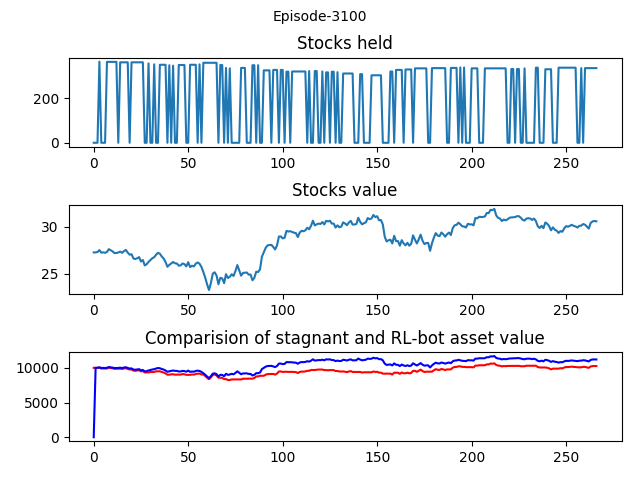 Episode-3100
Stocks held
200
0
0 50 100 150 200 250
Stocks value
30
25
0 50 100 150 200 250
Comparision of stagnant and RL-bot asset value
10000
5000
0
0 50 100 150 200 250